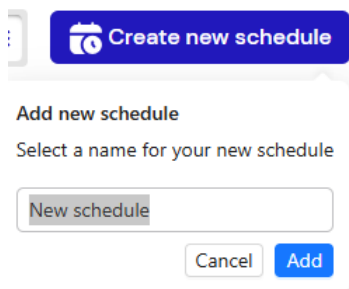 Create new schedule
Add new schedule
Select a name for your new schedule
New schedule
Cancel Add